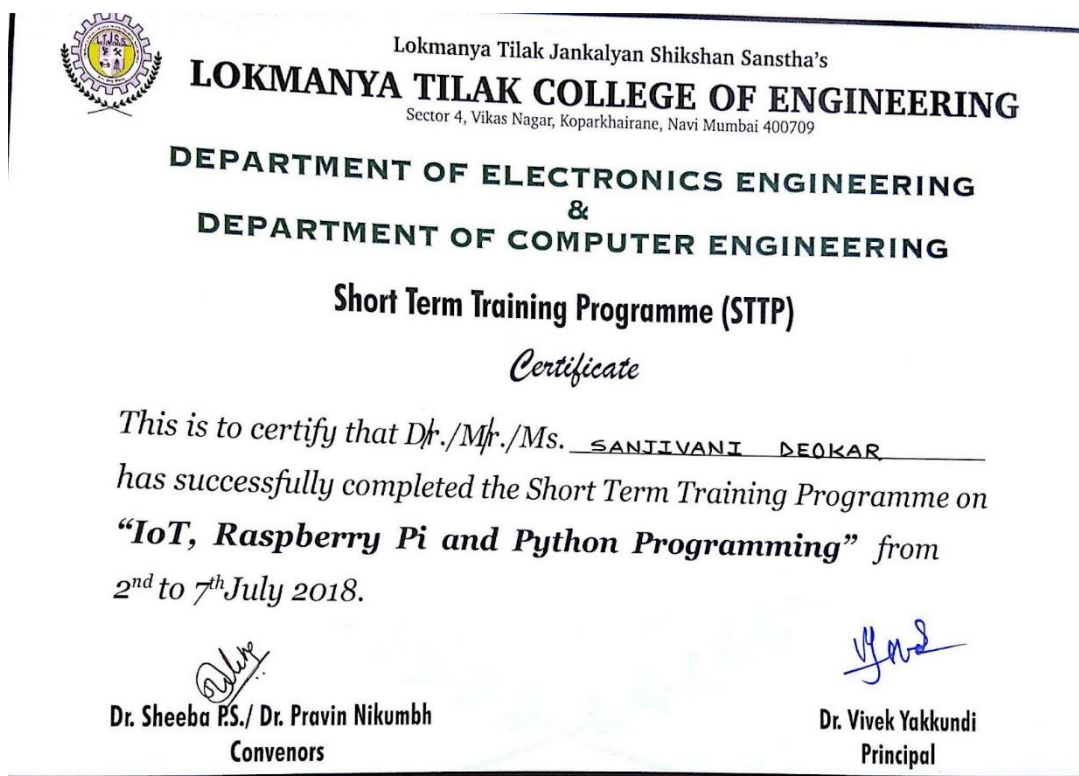 L.T.J.S.S
Lokmanya Tilak Jankalyan Shikshan Sanstha's
LOKMANYA TILAK COLLEGE OF ENGINEERING
Sector 4, Vikas Nagar, Koparkhairane, Navi Mumbai 400709
DEPARTMENT OF ELECTRONICS ENGINEERING
&
DEPARTMENT OF COMPUTER ENGINEERING
Short Term Training Programme (STTP)
Certificate
This is to certify that Dr./Mr./Ms. SANJIVANI DEOKAR
has successfully completed the Short Term Training Programme on
“IoT, Raspberry Pi and Python Programming” from
2nd to 7th July 2018.
Dr. Sheeba P.S./ Dr. Pravin Nikumbh
Convenors
Dr. Vivek Yakkundi
Principal